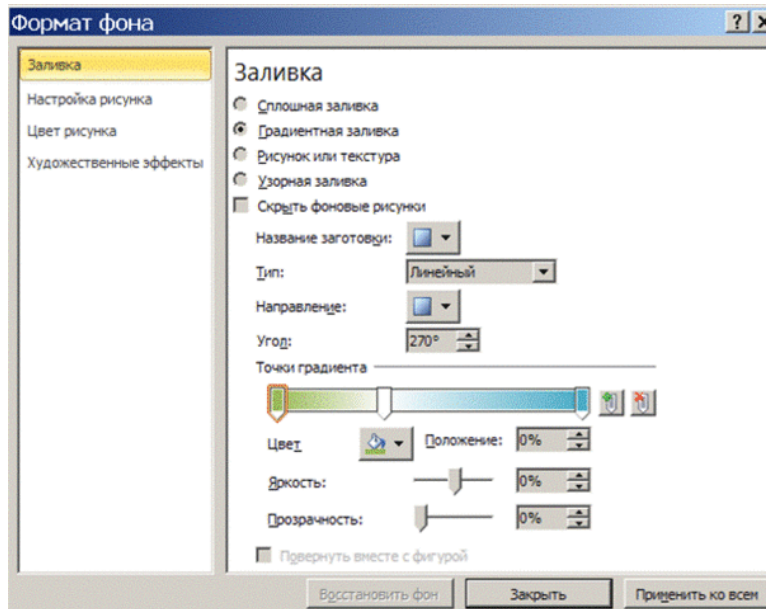 Формат фона
Заливка
Настройка рисунка
Цвет рисунка
Художественные эффекты
Заливка
Сплошная заливка
Градиентная заливка
Рисунок или текстура
Узорная заливка
Скрыть фоновые рисунки
Название заготовки:
Тип: Линейный
Направление:
Угол: 270°
Точки градиента
Цвет Положение: 0%
Яркость: 0%
Прозрачность: 0%
Повернуть вместе с фигурой
Восстановить фон Закрыть Применить ко всем